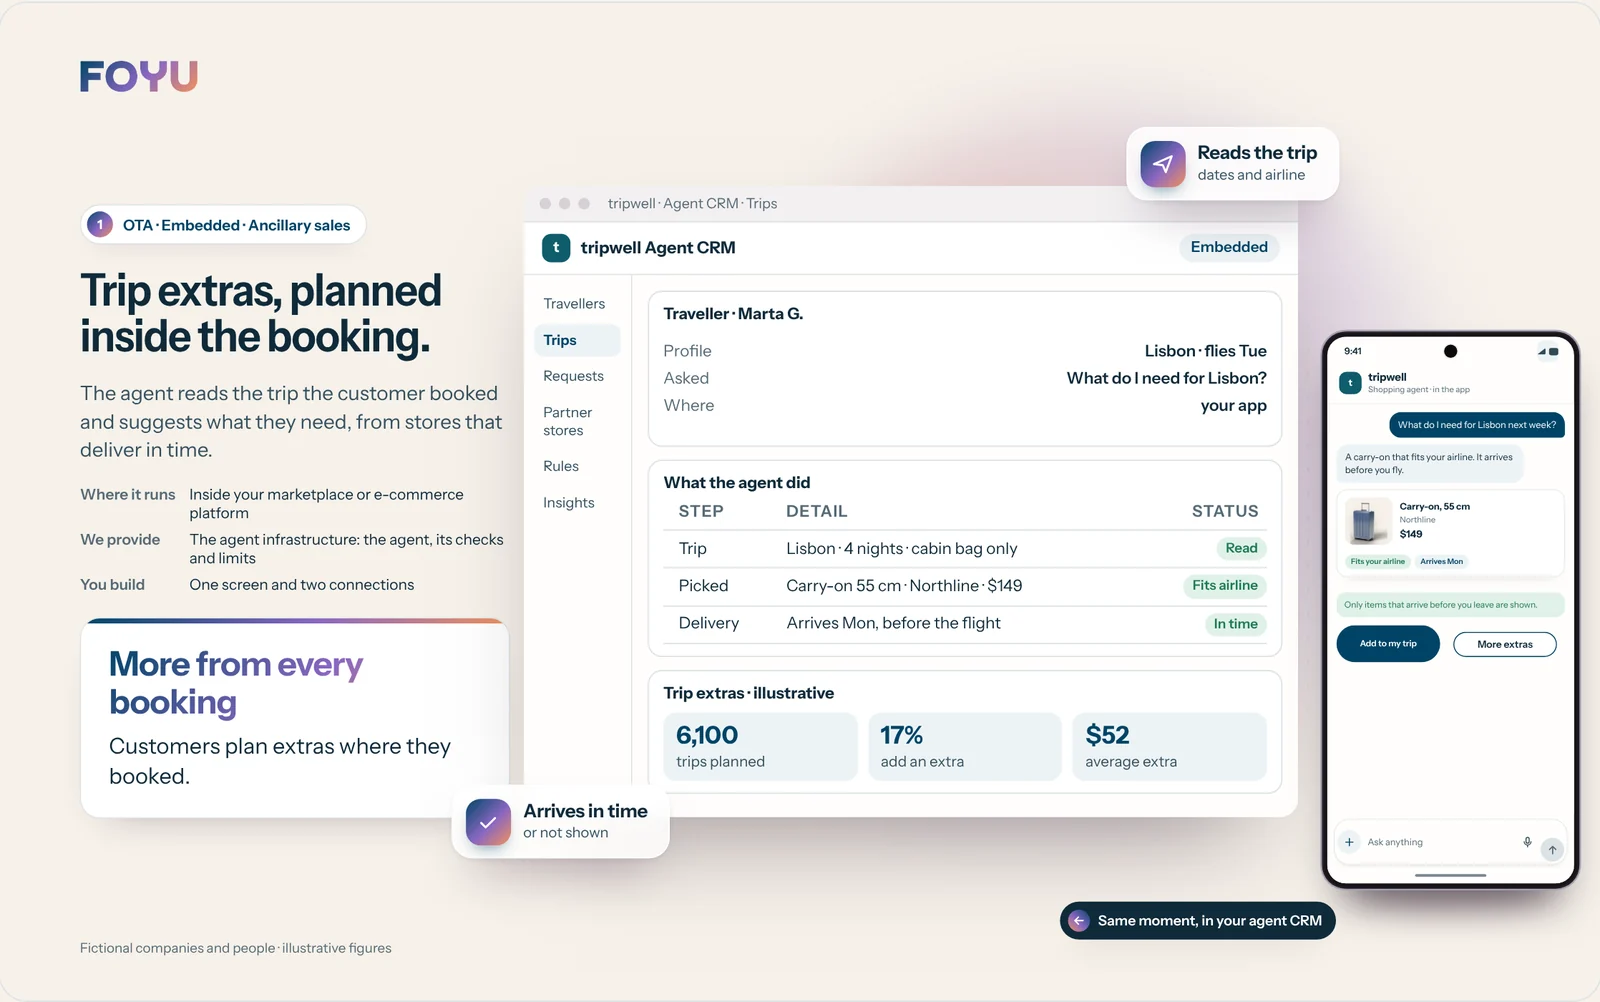 FOYU
1 OTA · Embedded · Ancillary sales
Trip extras, planned
inside the booking.
The agent reads the trip the customer booked
and suggests what they need, from stores that
deliver in time.
Where it runs Inside your marketplace or e-commerce
platform
We provide The agent infrastructure: the agent, its checks
and limits
You build One screen and two connections
More from every
booking
Customers plan extras where they
booked.
Arrives in time
or not shown
Fictional companies and people · illustrative figures
Reads the trip
dates and airline
tripwell · Agent CRM · Trips
t tripwell Agent CRM
Embedded
Travellers
Trips
Requests
Partner
stores
Rules
Insights
Traveller · Marta G.
Profile Lisbon · flies Tue
Asked What do I need for Lisbon?
Where your app
What the agent did
STEP DETAIL STATUS
Trip Lisbon · 4 nights · cabin bag only Read
Picked Carry-on 55 cm · Northline · $149 Fits airline
Delivery Arrives Mon, before the flight In time
Trip extras · illustrative
6,100 17% $52
trips planned add an extra average extra
9:41
t tripwell
Shopping agent · in the app
What do I need for Lisbon next week?
A carry-on that fits your airline. It arrives
before you fly.
Carry-on, 55 cm
Northline
$149
Fits your airline Arrives Mon
Only items that arrive before you leave are shown.
Add to my trip More extras
Ask anything
Same moment, in your agent CRM